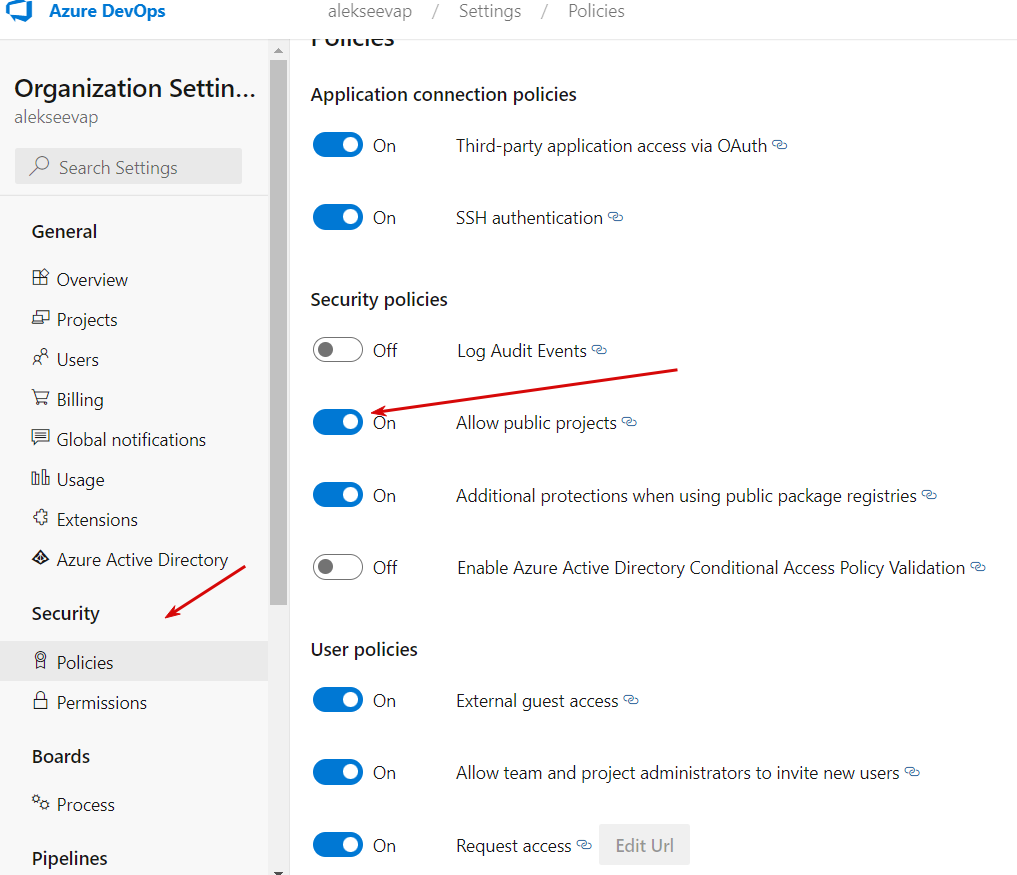 Azure DevOps
alekseevap / Settings / Policies
Organization Settin...
alekseevap
Search Settings
General
Overview
Projects
Users
Billing
Global notifications
Usage
Extensions
Azure Active Directory
Security
Policies
Permissions
Boards
Process
Pipelines
Policies
Application connection policies
On Third-party application access via OAuth
On SSH authentication
Security policies
Off Log Audit Events
On Allow public projects
On Additional protections when using public package registries
Off Enable Azure Active Directory Conditional Access Policy Validation
User policies
On External guest access
On Allow team and project administrators to invite new users
On Request access Edit Url